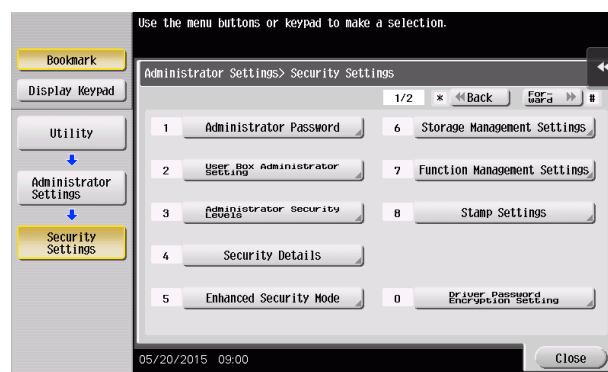 Use the menu buttons or keypad to make a selection.
Bookmark
Display Keypad
Utility
Administrator
Settings
Security
Settings
Administrator Settings> Security Settings
1/2 * Back For-
ward #
1 Administrator Password
2 User Box Administrator
Setting
3 Administrator Security
Levels
4 Security Details
5 Enhanced Security Mode
6 Storage Management Settings
7 Function Management Settings
8 Stamp Settings
0 Driver Password
Encryption Setting
05/20/2015 09:00
Close